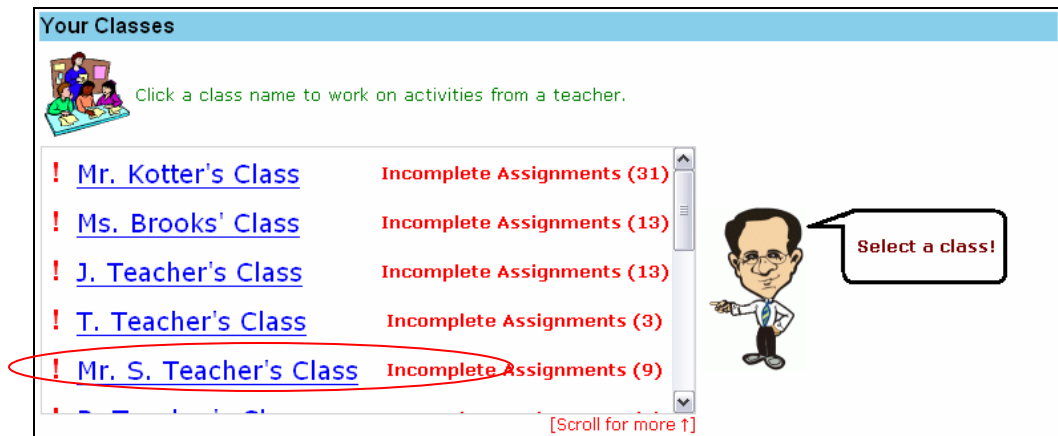 Your Classes
Click a class name to work on activities from a teacher.
! Mr. Kotter's Class Incomplete Assignments (31)
! Ms. Brooks' Class Incomplete Assignments (13)
! J. Teacher's Class Incomplete Assignments (13)
! T. Teacher's Class Incomplete Assignments (3)
! Mr. S. Teacher's Class Incomplete Assignments (9)
[Scroll for more ↑]
Select a class!